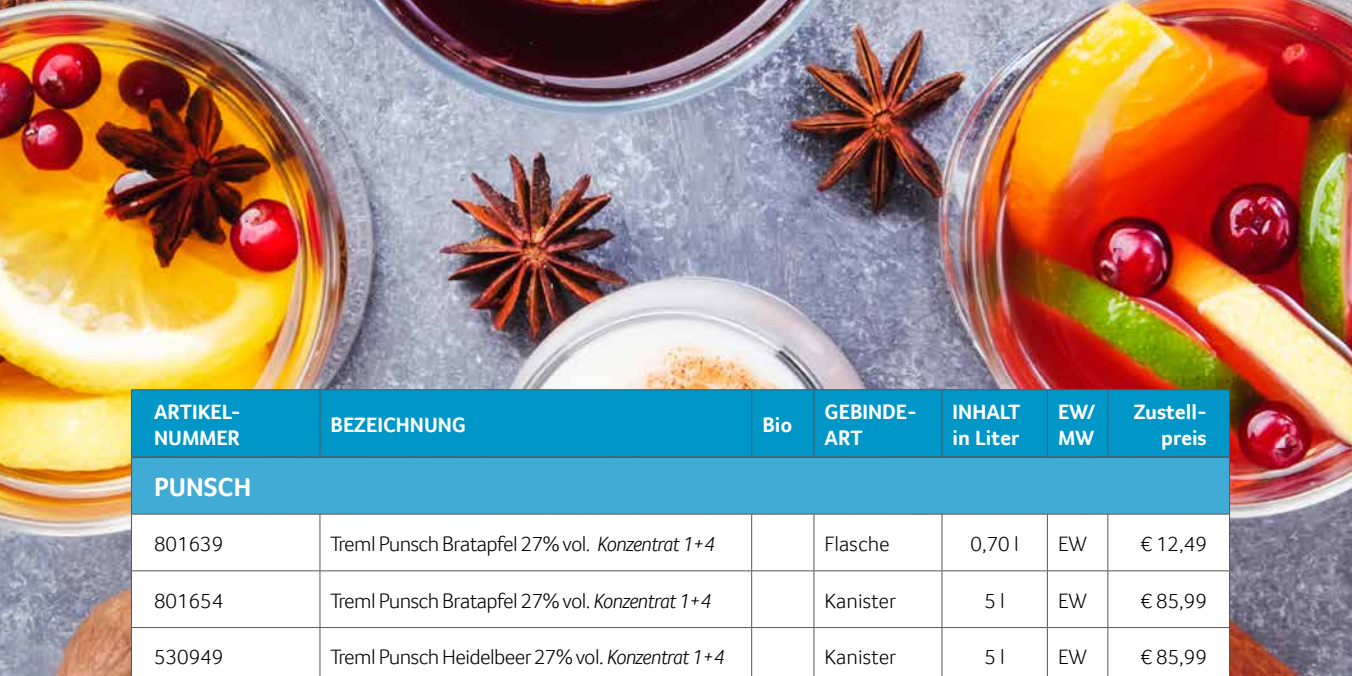 ARTIKEL-
NUMMER
BEZEICHNUNG
Bio
GEBINDE-
ART
INHALT
in Liter
EW/
MW
Zustell-
preis
PUNSCH
801639 Treml Punsch Bratapfel 27% vol. Konzentrat 1+4 Flasche 0,70 l EW € 12,49
801654 Treml Punsch Bratapfel 27% vol. Konzentrat 1+4 Kanister 5 l EW € 85,99
530949 Treml Punsch Heidelbeer 27% vol. Konzentrat 1+4 Kanister 5 l EW € 85,99